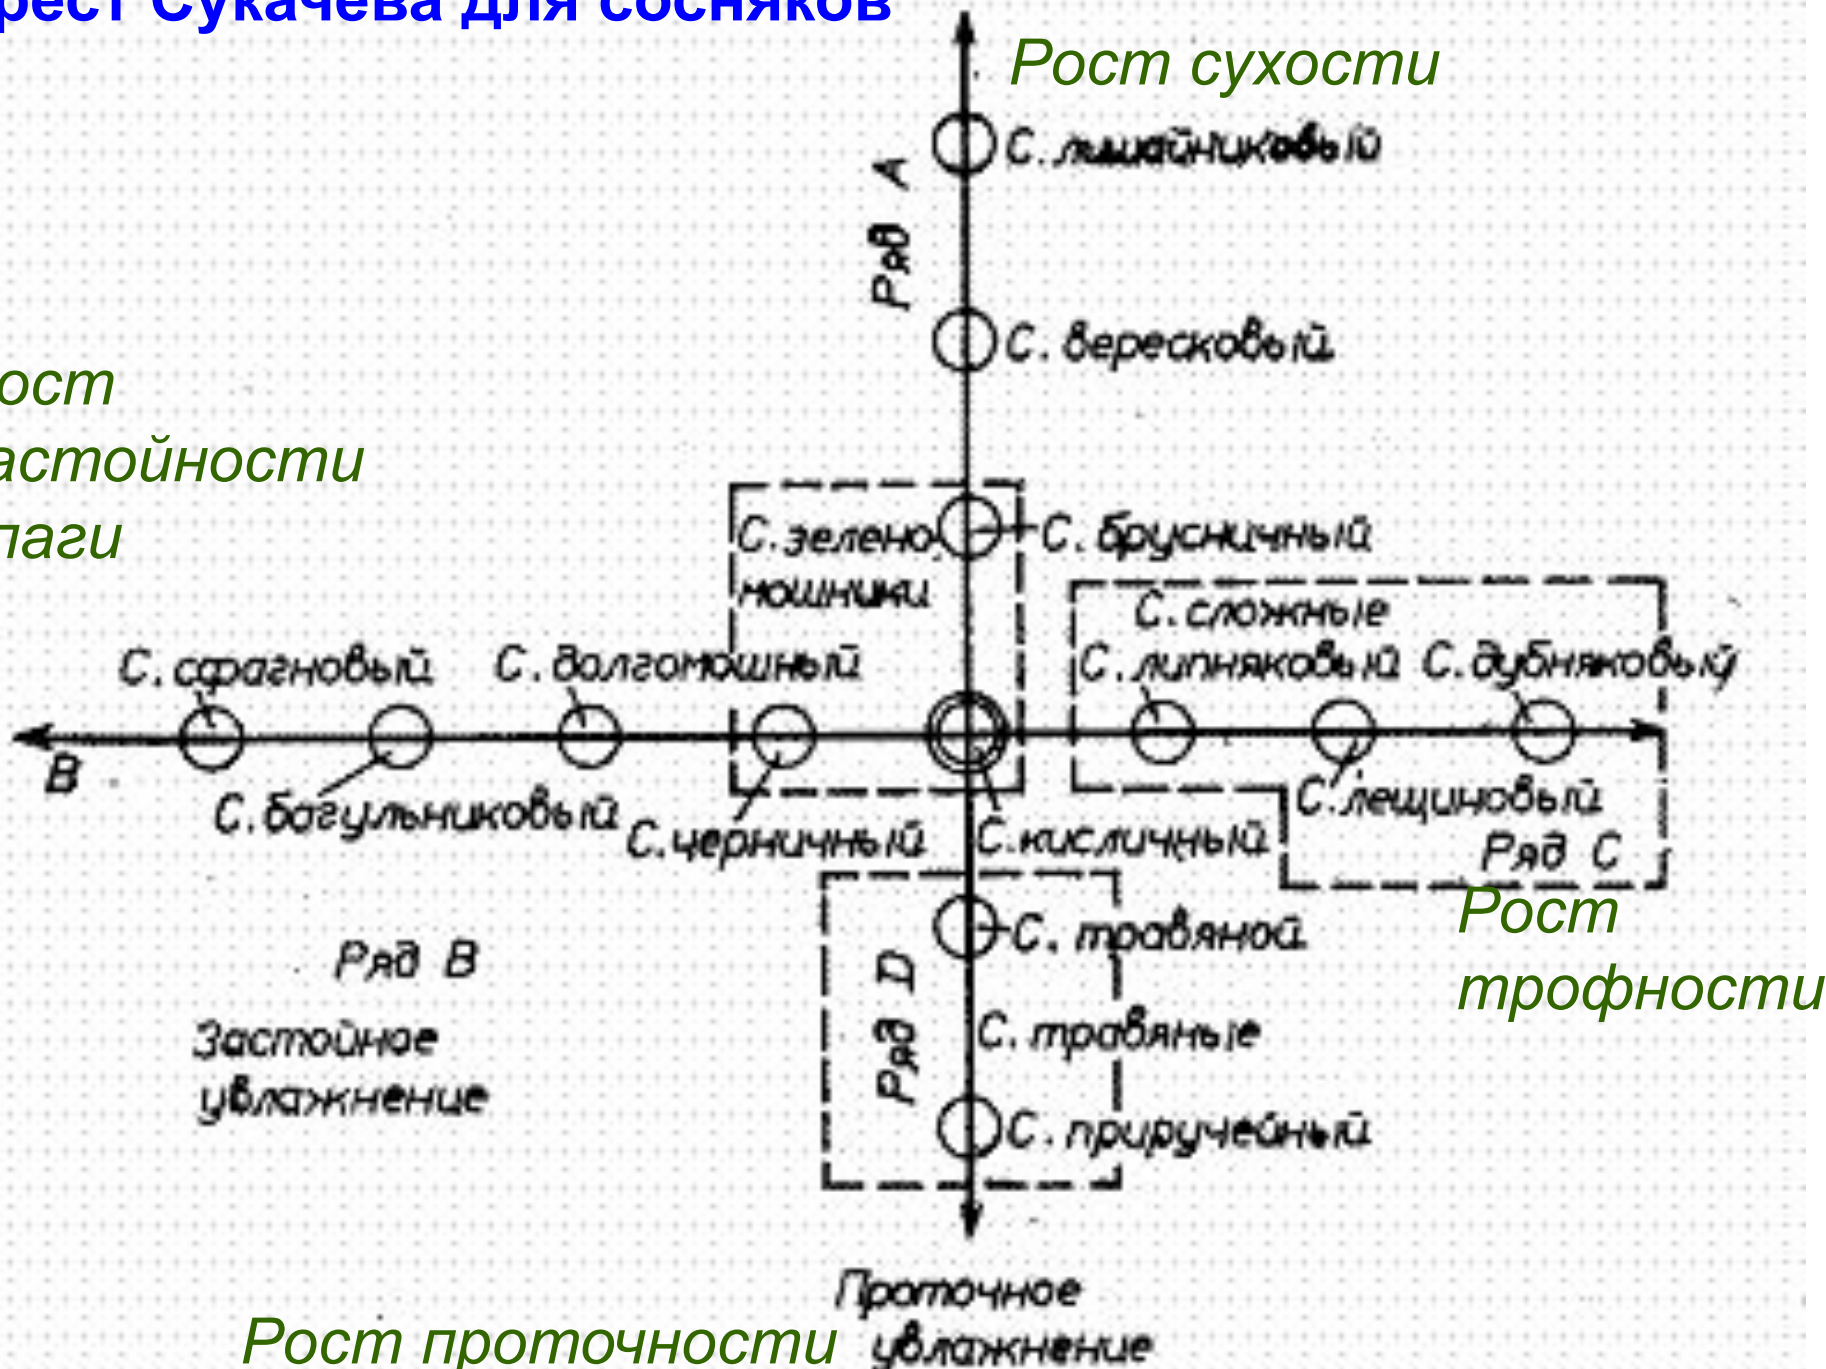 рест Сукачева для сосняков
Рост сухости
С. лишайниковый
Ряд А
С. вересковый
ост
астойности
лаги
С. зелено
мошники
С. брусничный
С. сложные
С. сфагновый
С. долгомошный
С. липняковый
С. дубняковый
В
С. багульниковый
С. черничный
С. кисличный
С. лещиновый
Ряд С
Рост
трофности
С. травяной
Ряд В
Застойное
увлажнение
Ряд D
С. травяные
С. приручейный
Проточное
увлажнение
Рост проточности